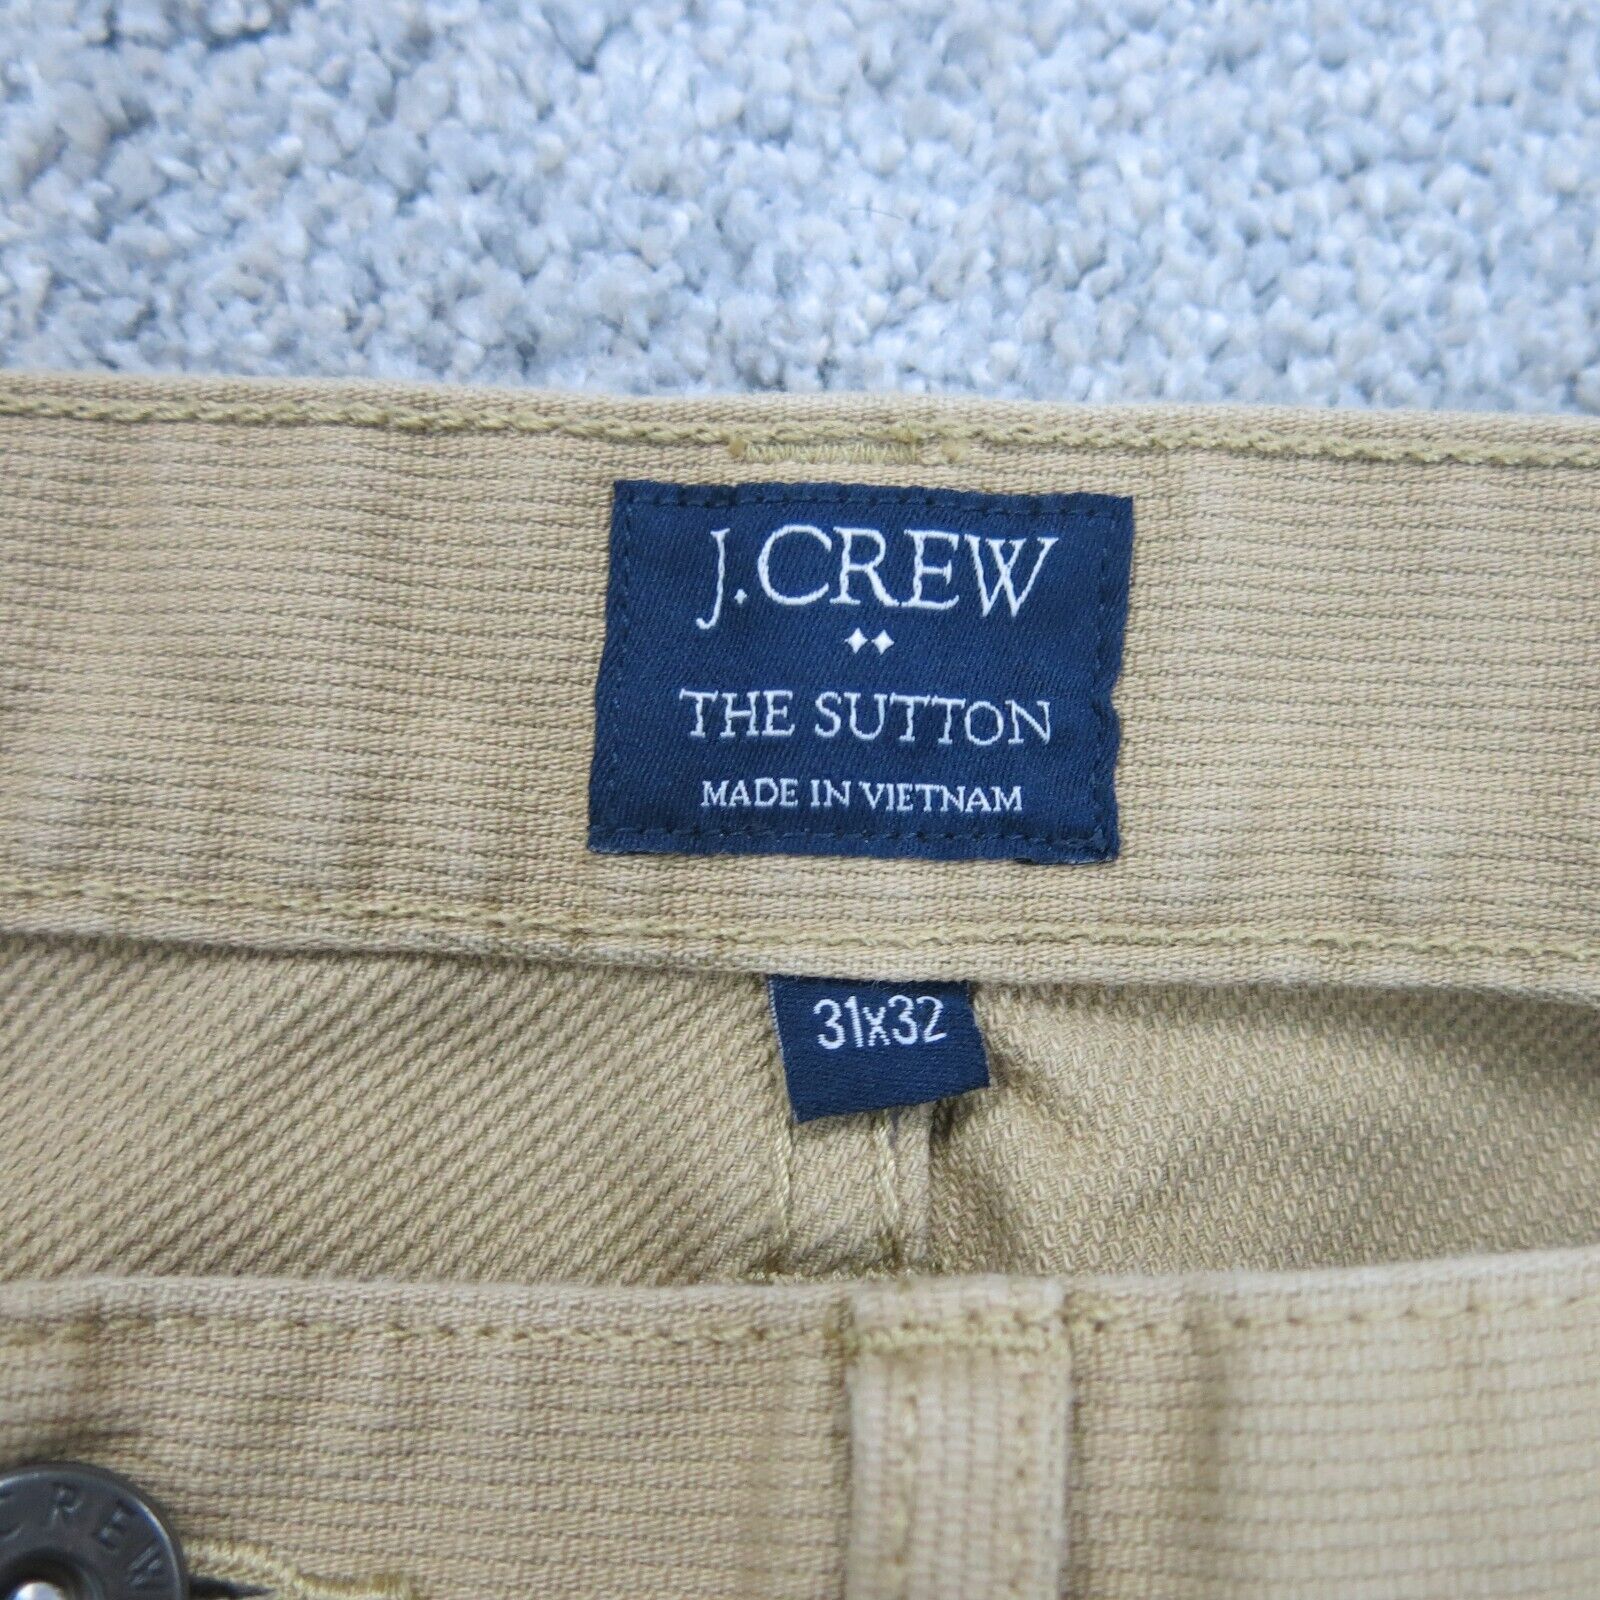 J.CREW
THE SUTTON
MADE IN VIETNAM
31x32
CREW